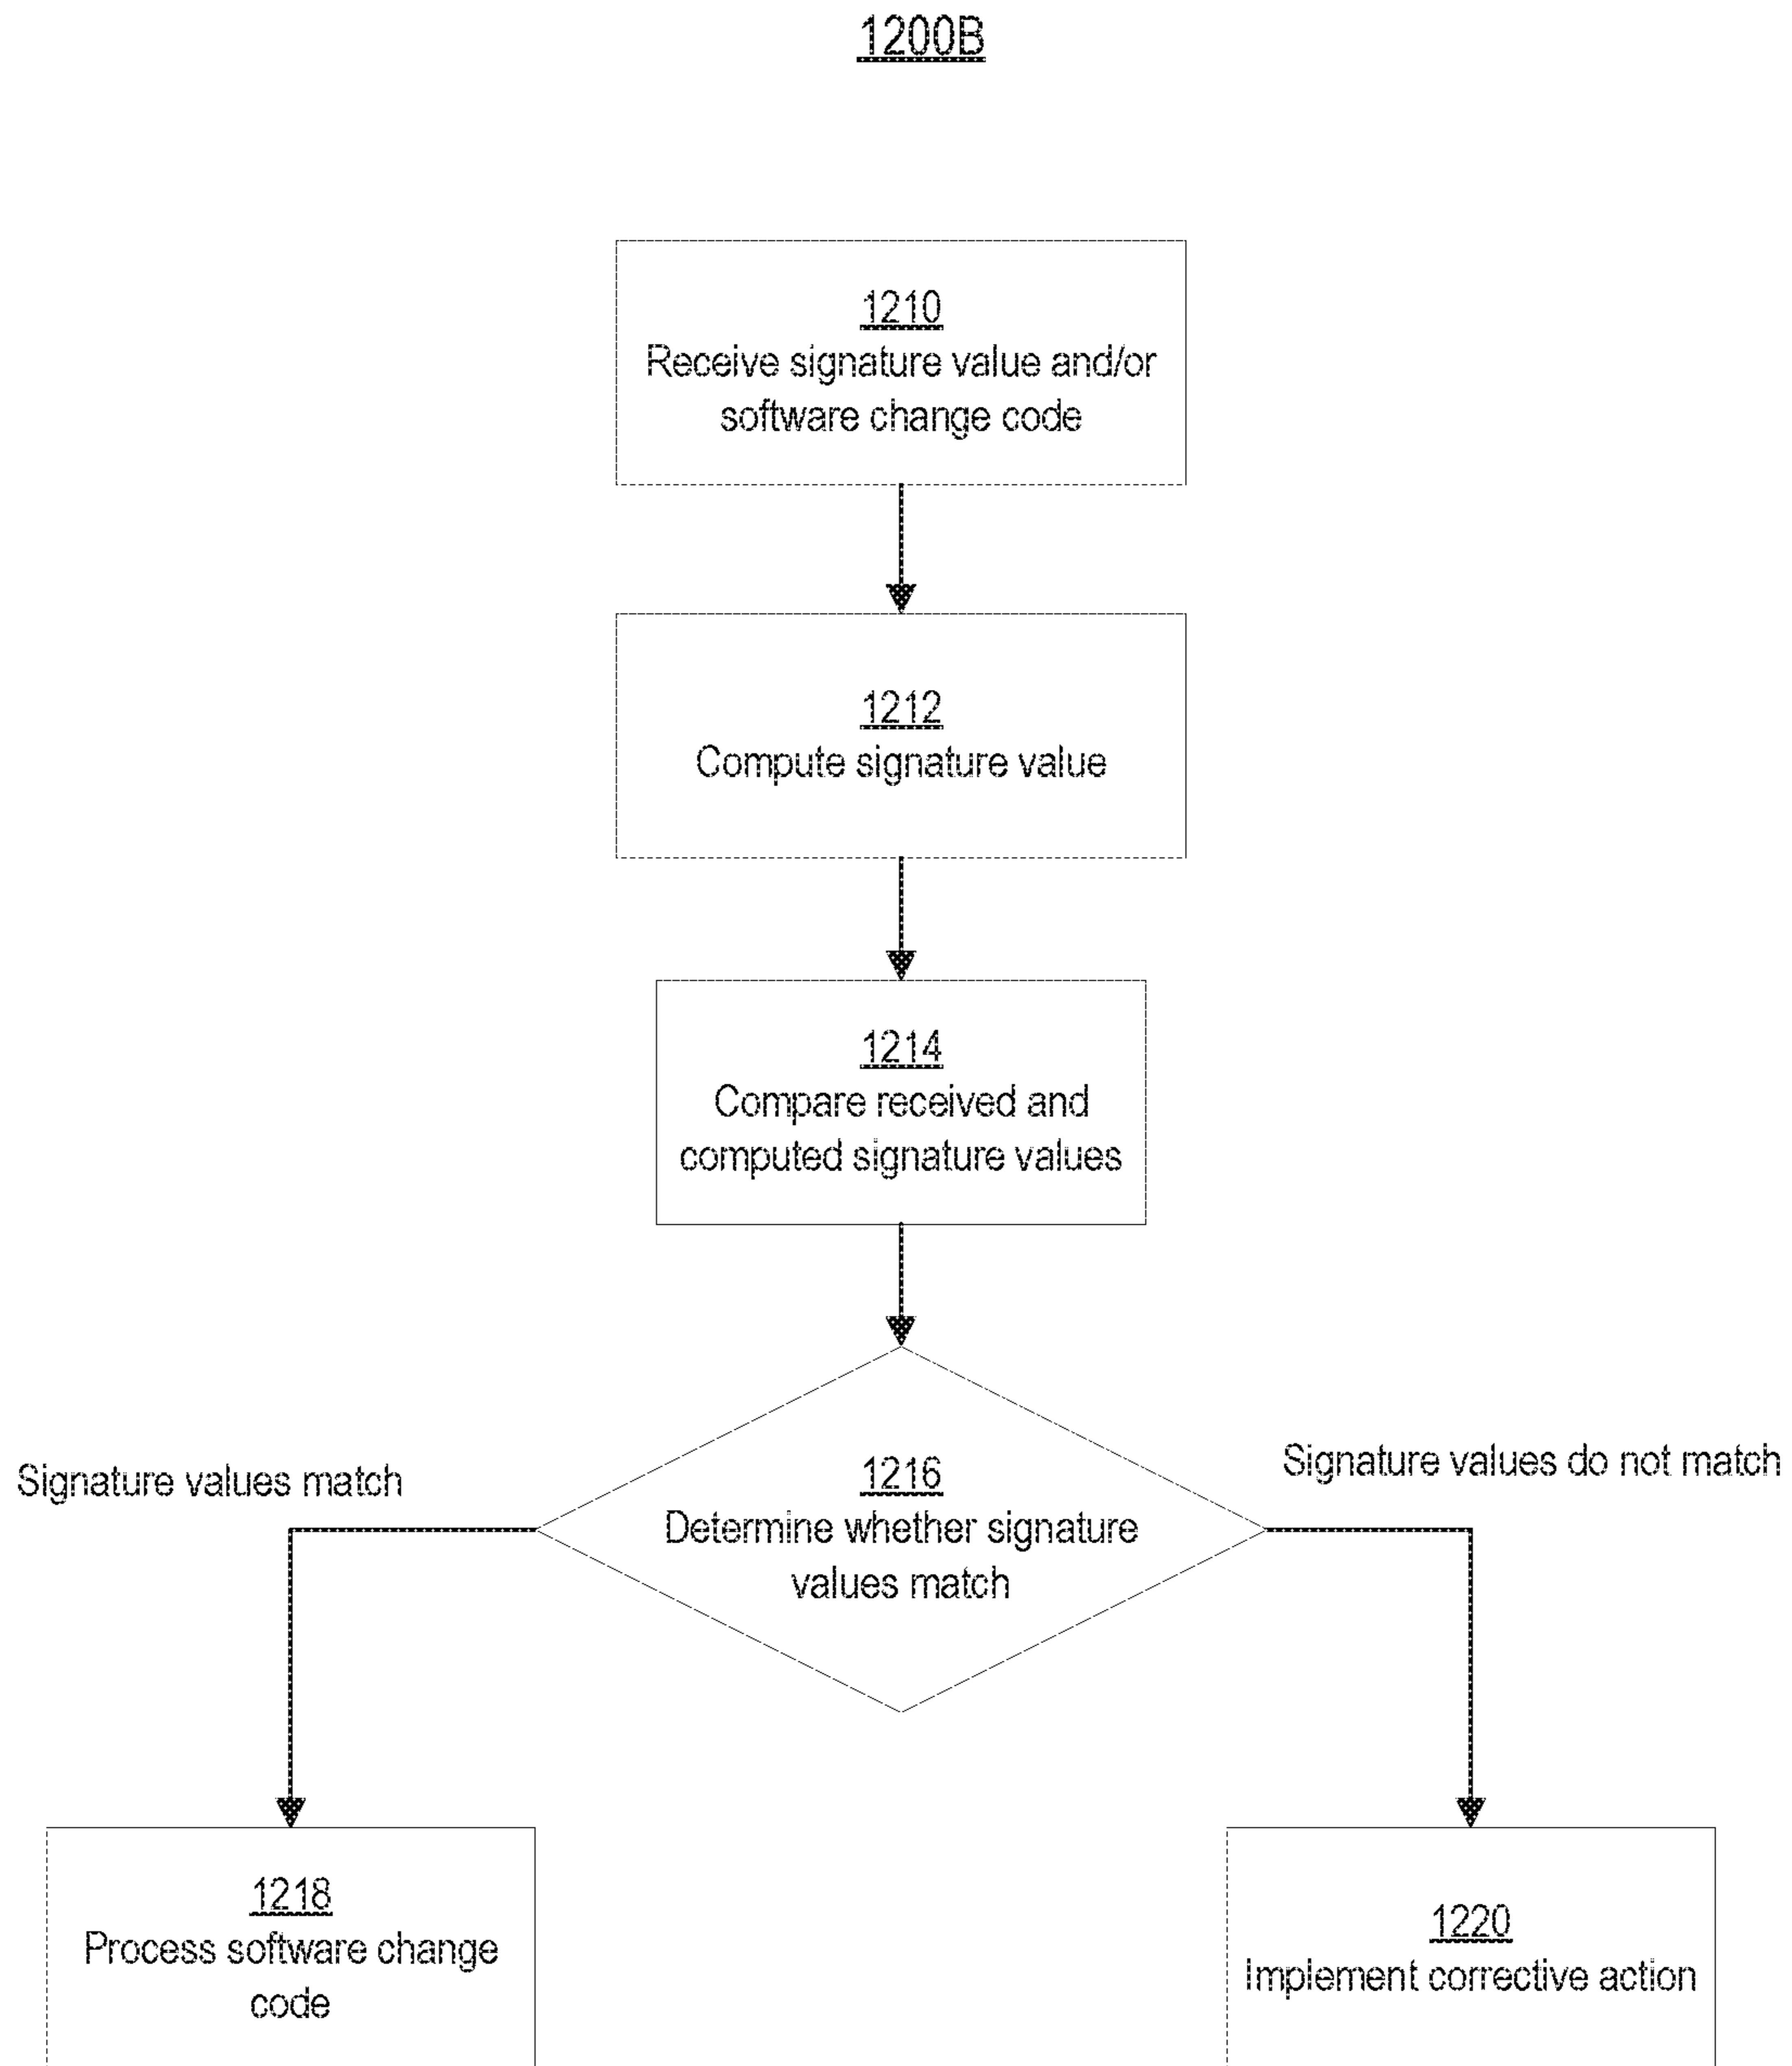 1200B
1210
Receive signature value and/or
software change code
1212
Compute signature value
1214
Compare received and
computed signature values
Signature values match
1216
Determine whether signature
values match
Signature values do not match
1218
Process software change
code
1220
Implement corrective action